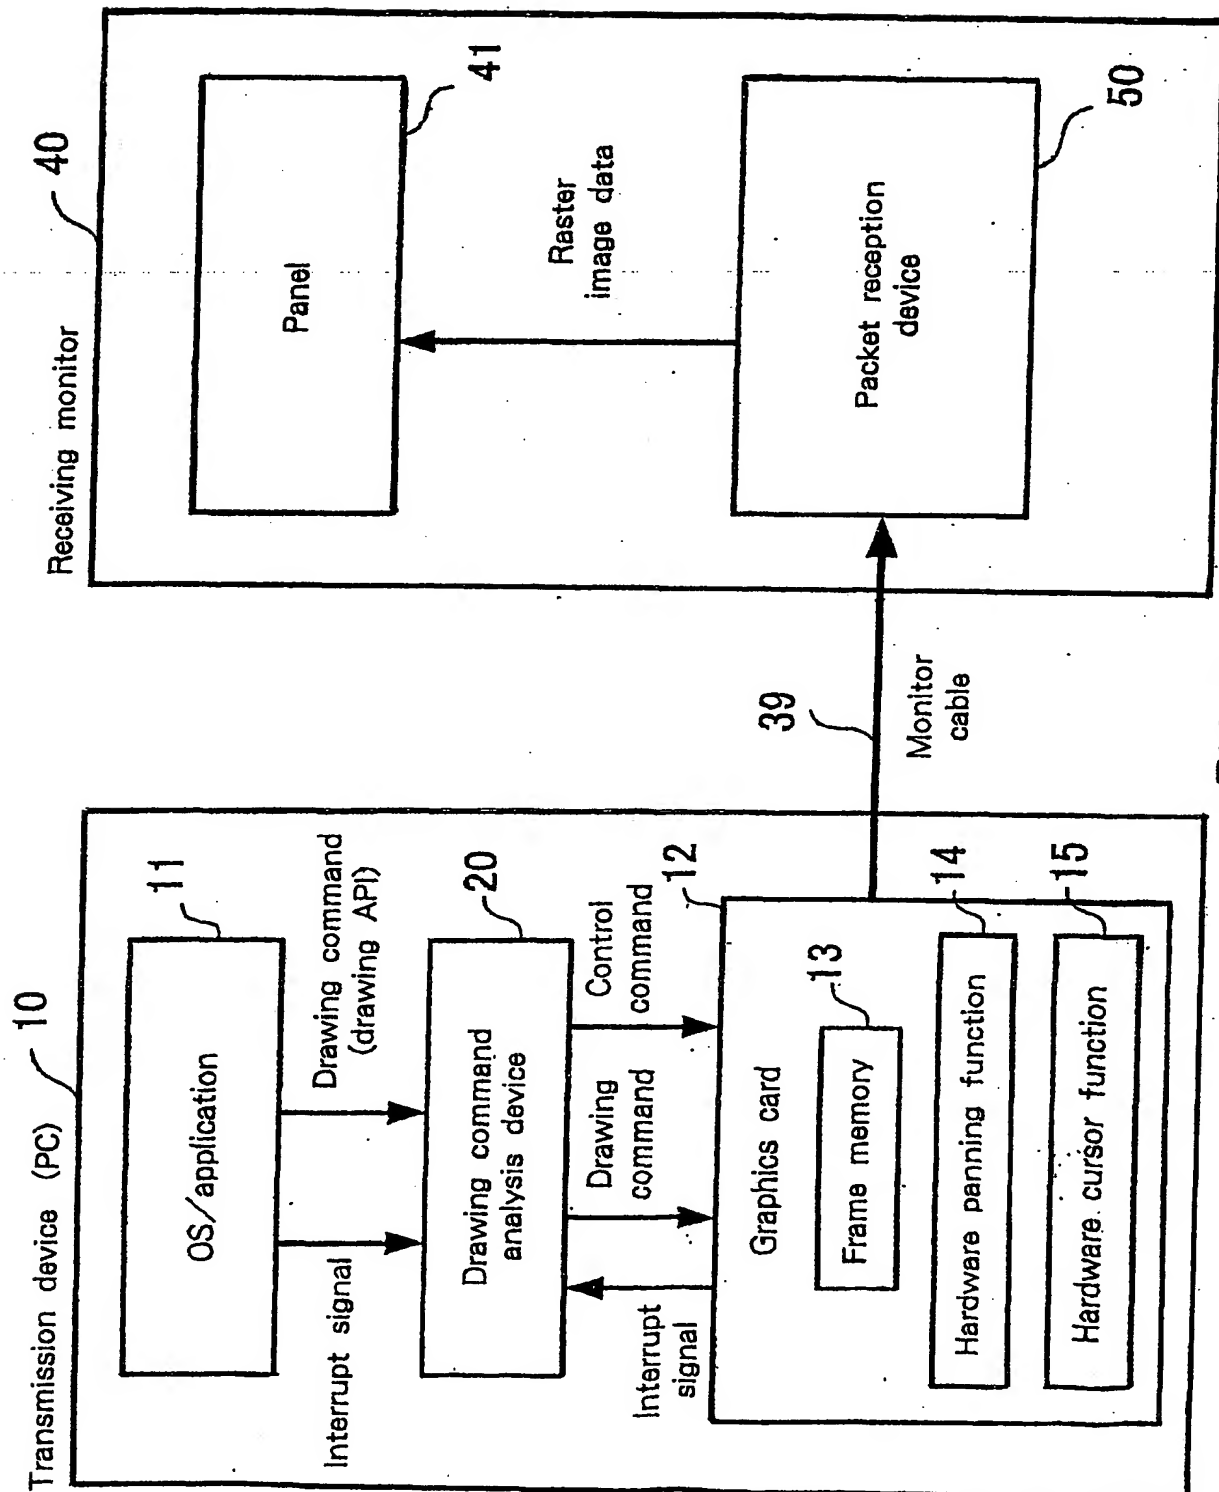 Transmission device (PC)
10
OS/application
11
Interrupt signal
Drawing command
(drawing API)
Drawing command
analysis device
20
Interrupt
signal
Drawing
command
Control
command
12
Graphics card
Frame memory
13
Hardware panning function
14
Hardware cursor function
15
39
Monitor
cable
Receiving monitor
40
Panel
41
Raster
image data
Packet reception
device
50